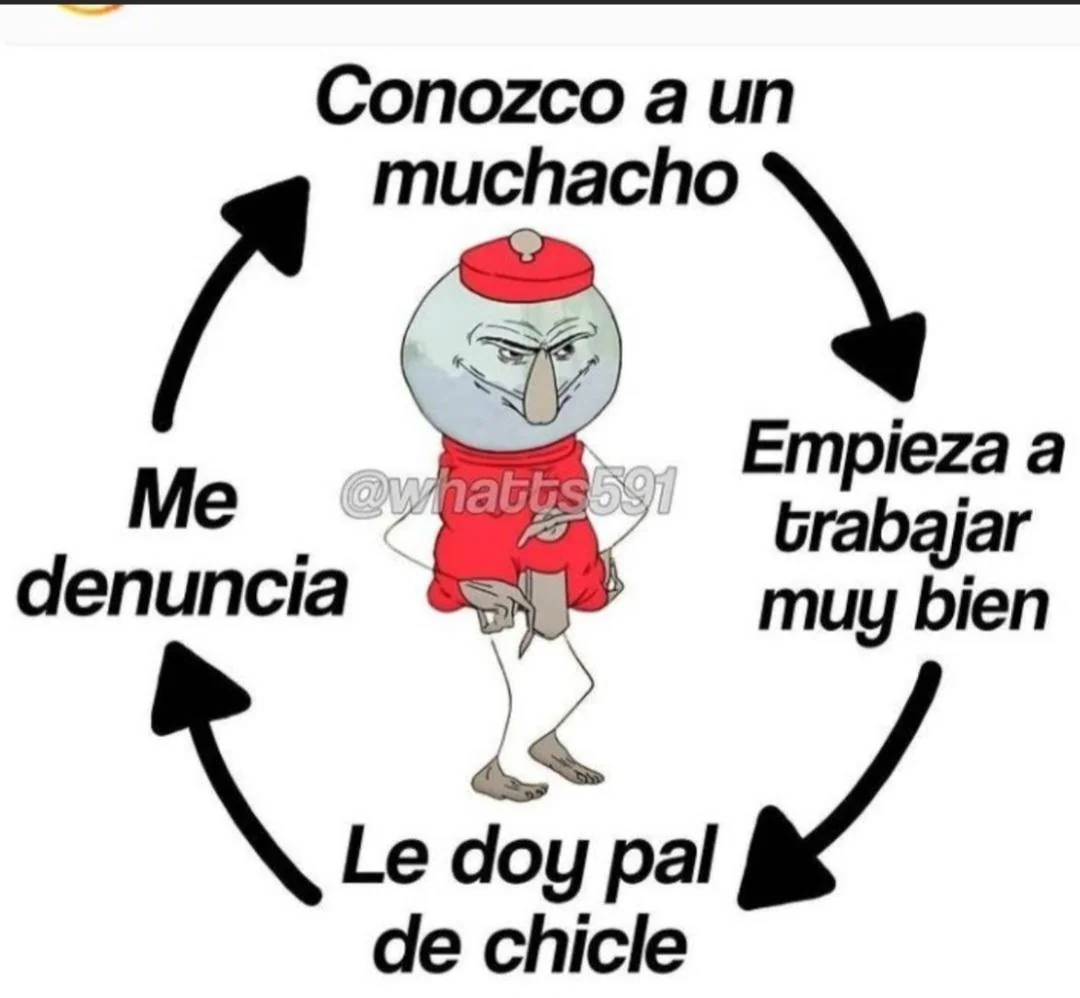 Conozco a un
muchacho
Empieza a
trabajar
muy bien
Le doy pal
de chicle
Me
denuncia
@whatts591